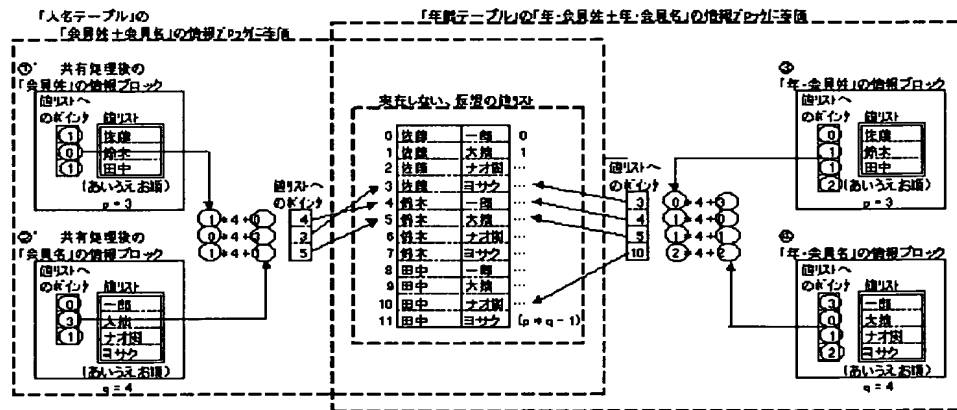 「人名テーブル」の
「会員姓＋会員名」の情報ブロックに等価
「年齢テーブル」の「年-会員姓＋年-会員名」の情報ブロックに等価
①' 共有処理後の
「会員姓」の情報ブロック
値リストへ
のポインタ 値リスト
1 佐藤
0 鈴木
1 田中
(あいうえお順)
p = 3
②' 共有処理後の
「会員名」の情報ブロック
値リストへ
のポインタ 値リスト
0 一郎
3 大地
1 ナオ樹
ヨサク
(あいうえお順)
q = 4
1*4+0
0*4+3
1*4+
値リストへ
のポインタ
4
3
5
実在しない、仮想の値リスト
0 佐藤 一郎 0
1 佐藤 大地 1
2 佐藤 ナオ樹 …
3 佐藤 ヨサク …
4 鈴木 一郎 …
5 鈴木 大地 …
6 鈴木 ナオ樹 …
7 鈴木 ヨサク …
8 田中 一郎 …
9 田中 大地 …
10 田中 ナオ樹 …
11 田中 ヨサク (p*q-1)
値リストへ
のポインタ
3
4
5
10
0*4+3
1*4+0
1*4+1
2*4+2
③
「年-会員姓」の情報ブロック
値リストへ
のポインタ 値リスト
0 佐藤
1 鈴木
1 田中
2
(あいうえお順)
p = 3
④
「年-会員名」の情報ブロック
値リストへ
のポインタ 値リスト
3 一郎
0 大地
1 ナオ樹
2 ヨサク
(あいうえお順)
q = 4